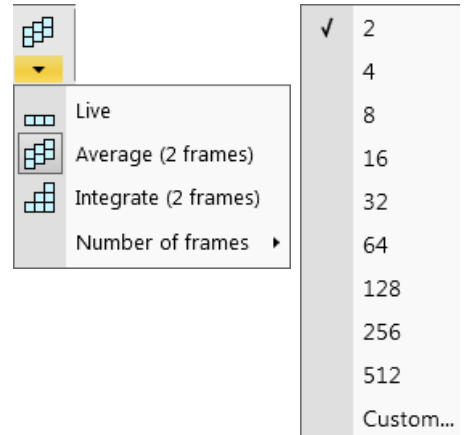 Live
Average (2 frames)
Integrate (2 frames)
Number of frames
2
4
8
16
32
64
128
256
512
Custom...